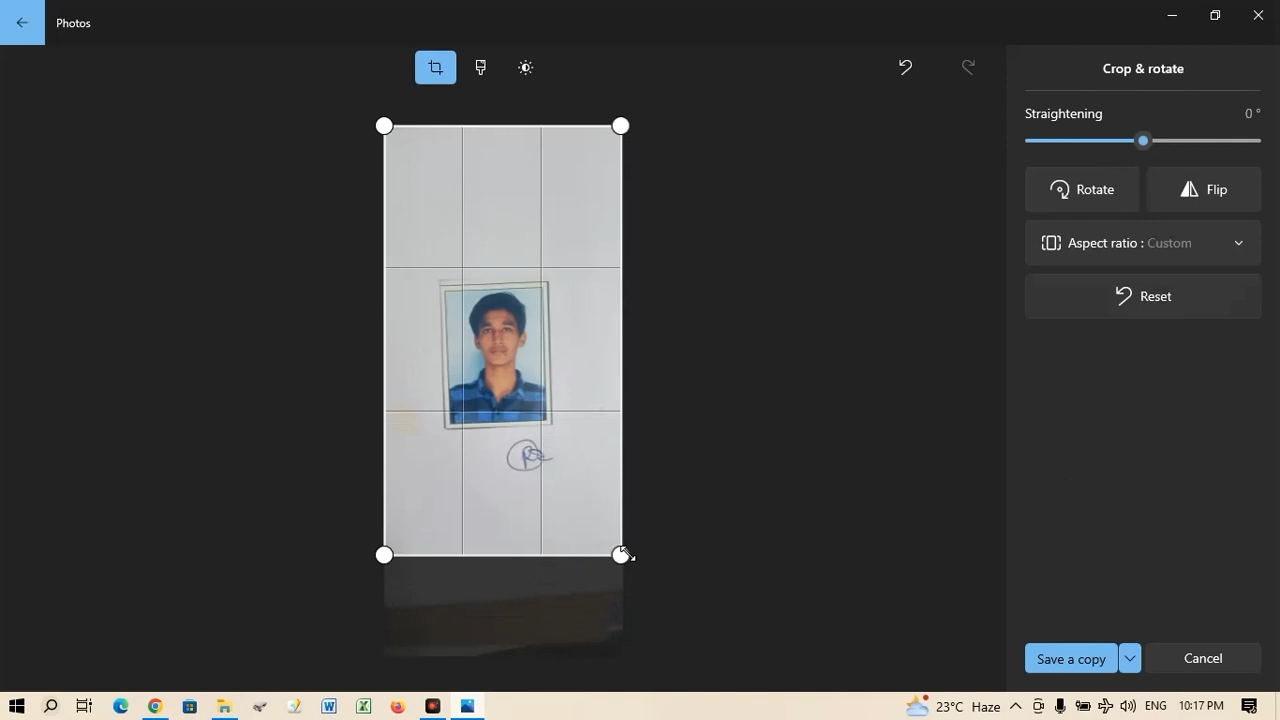 Photos
Crop & rotate
Straightening 0 °
Rotate Flip
Aspect ratio : Custom
Reset
Save a copy Cancel
23°C Haze ENG 10:17 PM